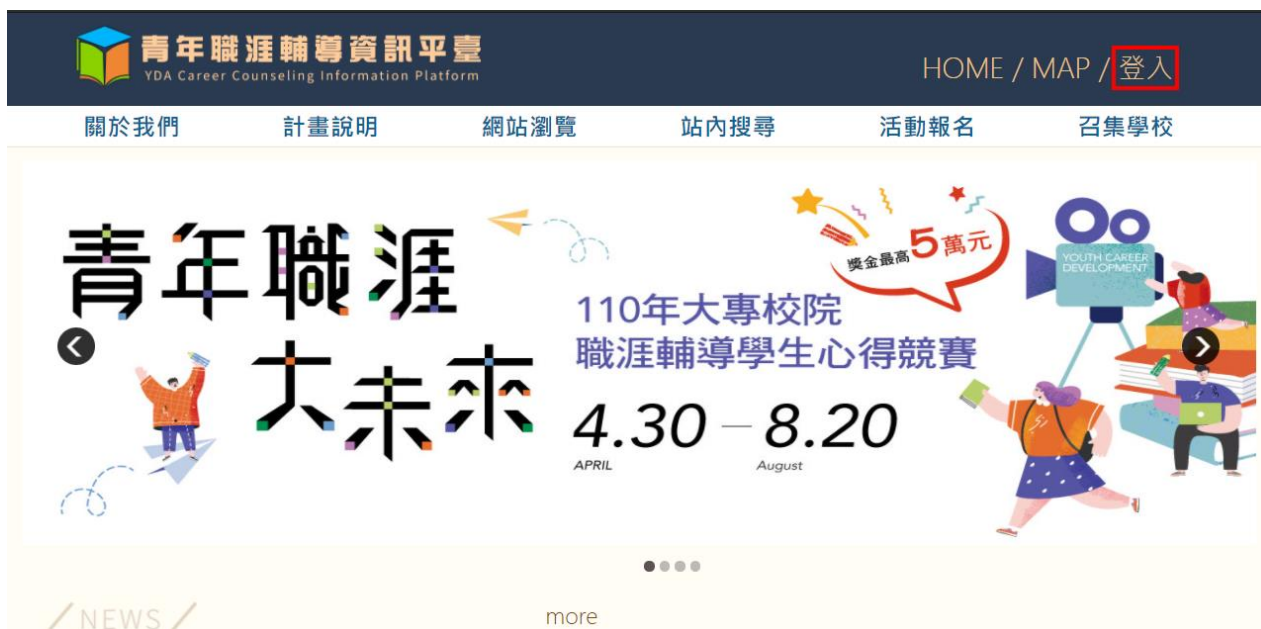 青年職涯輔導資訊平臺
YDA Career Counseling Information Platform
HOME / MAP / 登入
關於我們 計畫說明 網站瀏覽 站內搜尋 活動報名 召集學校
青年職涯
大未來
獎金最高5萬元
YOUTH CAREER
DEVELOPMENT
110年大專校院
職涯輔導學生心得競賽
4.30 – 8.20
APRIL August
/ NEWS / more